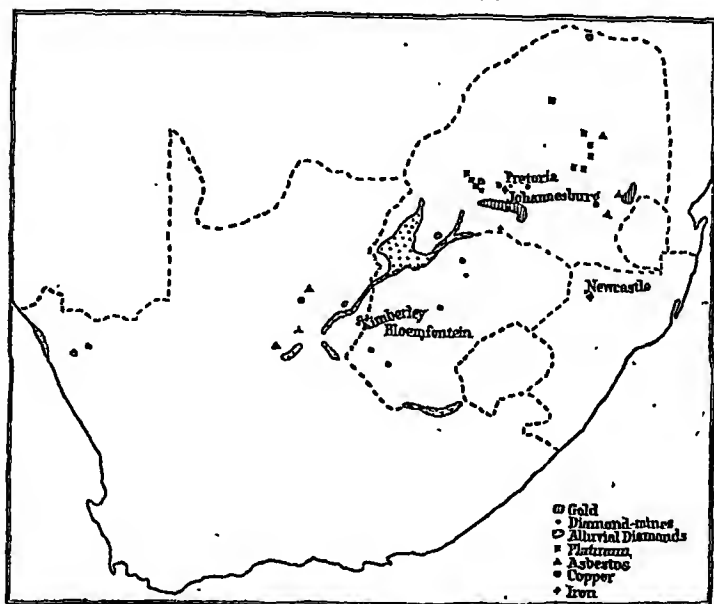 Pretoria
Johannesburg
Newcastle
Kimberley
Bloemfontein
Gold
Diamond-mines
Alluvial Diamonds
Platinum
Asbestos
Copper
Iron